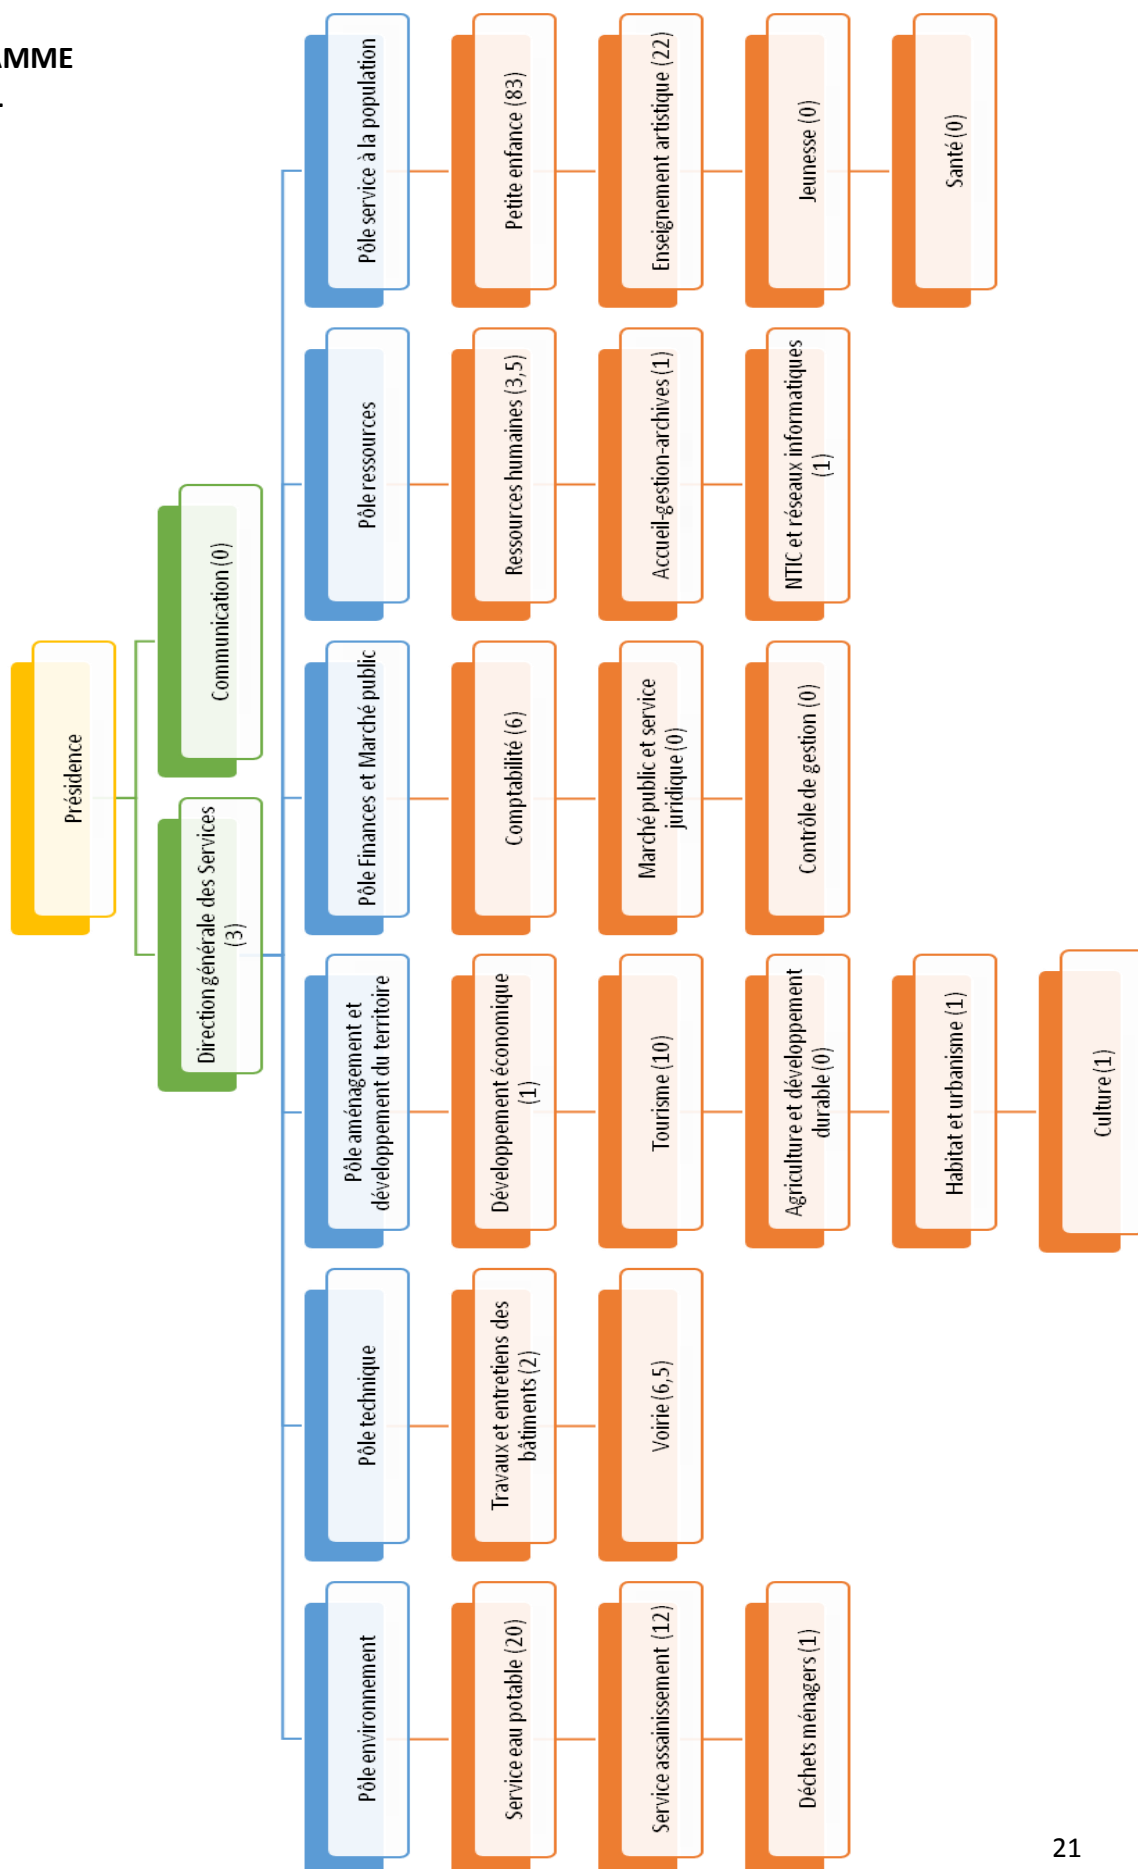 AMME
Présidence
Direction générale des Services
(3)
Communication (0)
Pôle environnement
Service eau potable (20)
Service assainissement (12)
Déchets ménagers (1)
Pôle technique
Travaux et entretiens des
bâtiments (2)
Voirie (6,5)
Pôle aménagement et
développement du territoire
Développement économique
(1)
Tourisme (10)
Agriculture et développement
durable (0)
Habitat et urbanisme (1)
Culture (1)
Pôle Finances et Marché public
Comptabilité (6)
Marché public et service
juridique (0)
Contrôle de gestion (0)
Pôle ressources
Ressources humaines (3,5)
Accueil-gestion-archives (1)
NTIC et réseaux informatiques
(1)
Pôle service à la population
Petite enfance (83)
Enseignement artistique (22)
Jeunesse (0)
Santé (0)
21